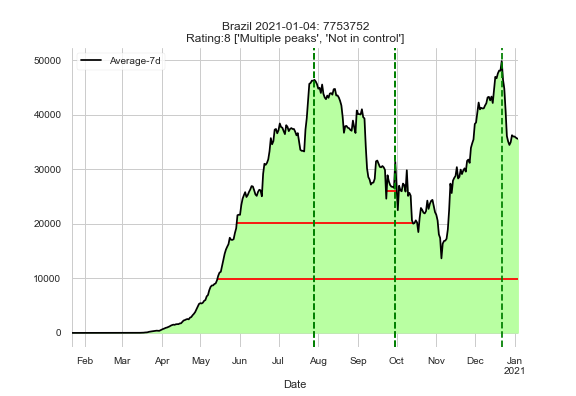 Brazil 2021-01-04: 7753752
Rating:8 ['Multiple peaks', 'Not in control']
Average-7d
50000
40000
30000
20000
10000
0
Feb Mar Apr May Jun Jul Aug Sep Oct Nov Dec Jan
2021
Date